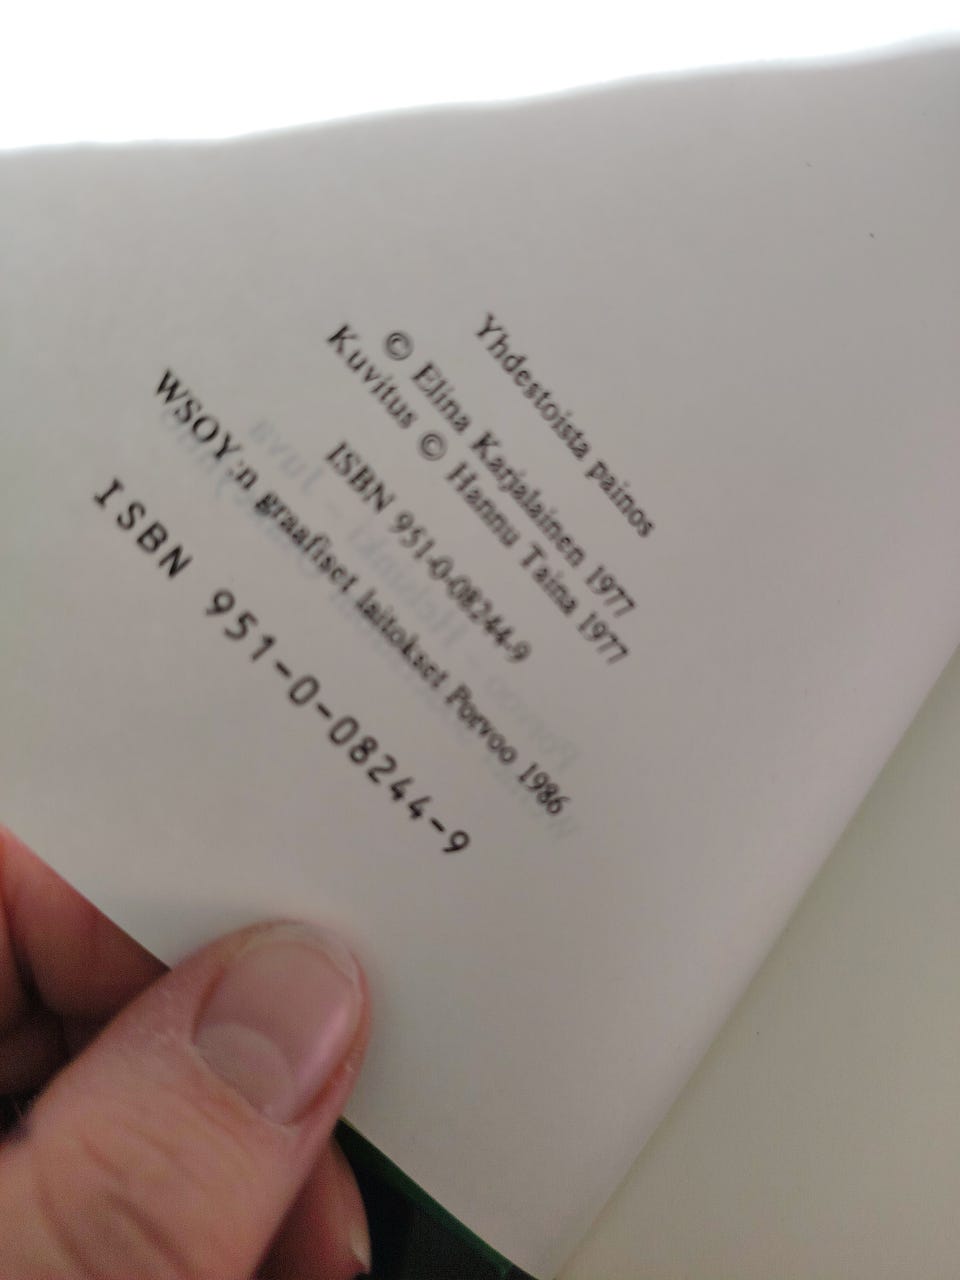 Yhdestoista painos
© Elina Karjalainen 1977
Kuvitus © Hannu Taina 1977
ISBN 951-0-08244-9
WSOY:n graafiset laitokset Porvoo 1986
ISBN 951-0-08244-9